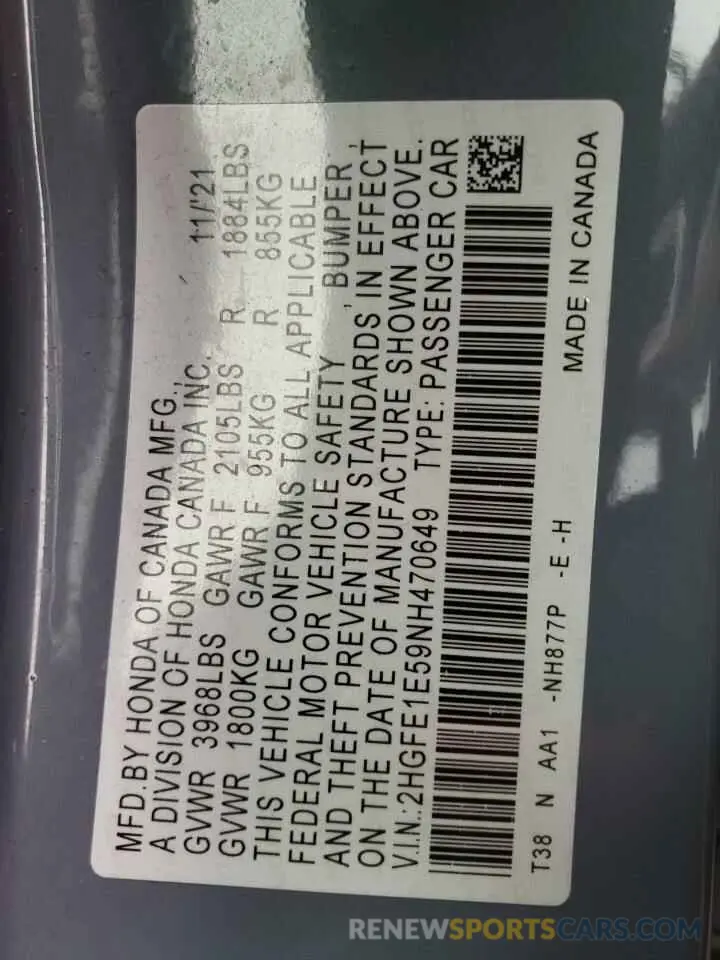 MFD.BY HONDA OF CANADA MFG.,
A DIVISION OF HONDA CANADA INC. 11/'21
GVWR 3968LBS GAWR F 2105LBS R 1884LBS
GVWR 1800KG GAWR F 955KG R 855KG
THIS VEHICLE CONFORMS TO ALL APPLICABLE
FEDERAL MOTOR VEHICLE SAFETY , BUMPER ,
AND THEFT PREVENTION STANDARDS IN EFFECT
ON THE DATE OF MANUFACTURE SHOWN ABOVE.
V.I.N.:2HGFE1E59NH470649 TYPE: PASSENGER CAR
T38 N AA1 -NH877P -E -H
MADE IN CANADA
RENEWSPORTSCARS.COM